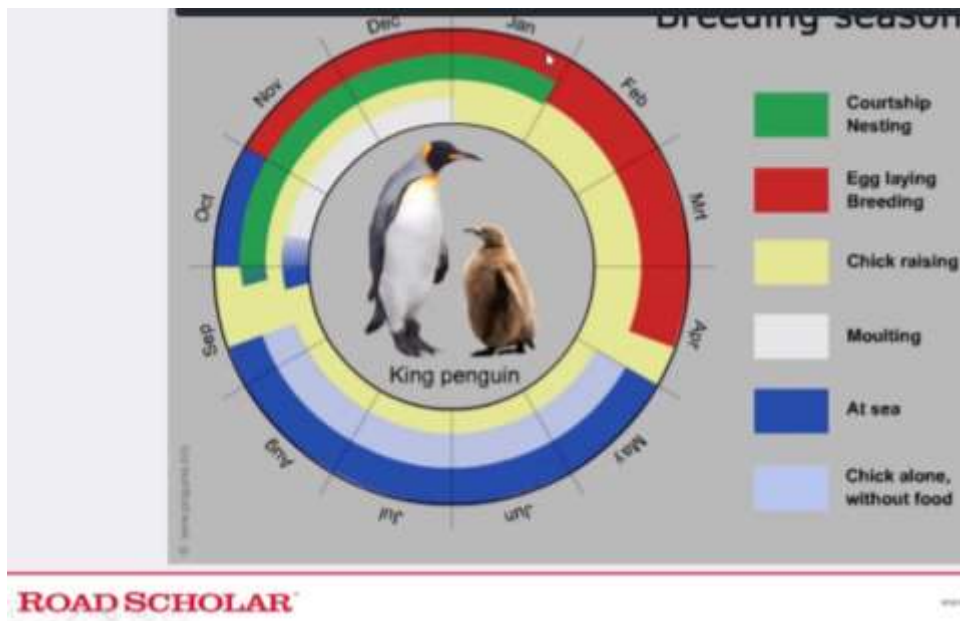 Breeding season
Dec
Jan
Nov
Feb
Oct
Mrt
Sep
Apr
Aug
May
Jul
Jun
King penguin
Courtship
Nesting
Egg laying
Breeding
Chick raising
Moulting
At sea
Chick alone,
without food
ROAD SCHOLAR